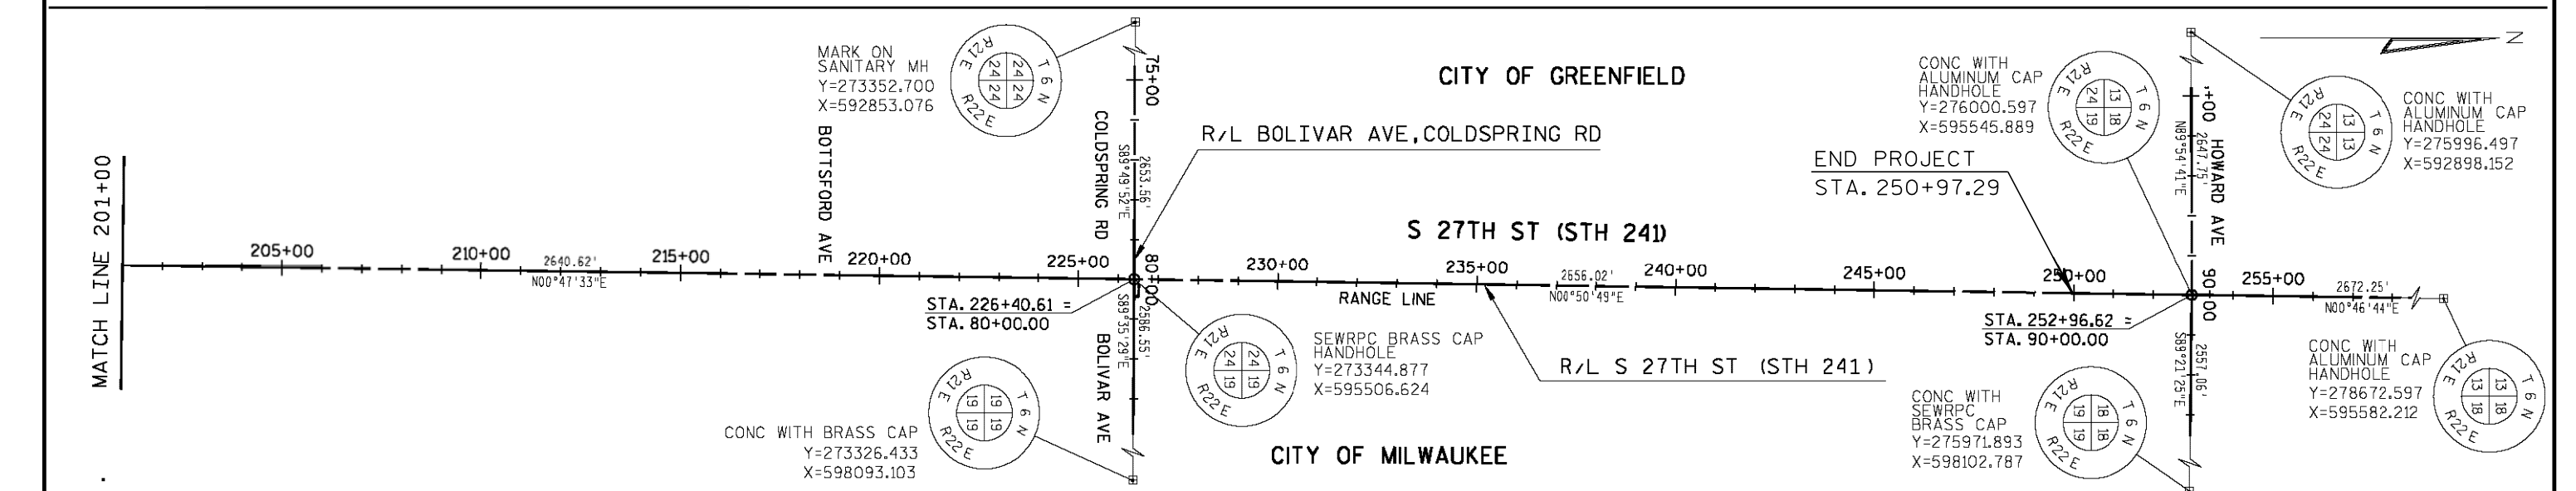 MATCH LINE 201+00
205+00
210+00
2640.62'
N00°47'33"E
215+00
BOTTSFORD AVE
220+00
225+00
MARK ON
SANITARY MH
Y=273352.700
X=592853.076
R21E
T 6 N
24 24
24 24
R22E
75+00
COLDSPRING RD
S89°49'52"E
2653.56'
R/L BOLIVAR AVE,COLDSPRING RD
80+00
STA. 226+40.61 =
STA. 80+00.00
S89°35'29"E
2586.55'
BOLIVAR AVE
CONC WITH BRASS CAP
Y=273326.433
X=598093.103
R21E
T 6 N
19 19
19 19
R22E
R21E
T 6 N
24 24
19 19
R22E
SEWRPC BRASS CAP
HANDHOLE
Y=273344.877
X=595506.624
CITY OF GREENFIELD
S 27TH ST (STH 241)
230+00
RANGE LINE
235+00
2656.02'
N00°50'49"E
240+00
245+00
250+00
R/L S 27TH ST (STH 241)
CITY OF MILWAUKEE
END PROJECT
STA. 250+97.29
CONC WITH
ALUMINUM CAP
HANDHOLE
Y=276000.597
X=595545.889
R21E
T 6 N
13 18
24 19
R22E
+00
N89°54'41"E
2647.75'
HOWARD AVE
90+00
STA. 252+96.62 =
STA. 90+00.00
S89°21'25"E
2557.06'
CONC WITH
SEWRPC
BRASS CAP
Y=275971.893
X=598102.787
R21E
T 6 N
18 18
19 19
R22E
N
R21E
T 6 N
13 13
24 24
R22E
CONC WITH
ALUMINUM CAP
HANDHOLE
Y=275996.497
X=592898.152
255+00
2672.25'
N00°46'44"E
CONC WITH
ALUMINUM CAP
HANDHOLE
Y=278672.597
X=595582.212
R21E
T 6 N
13 13
18 18
R22E